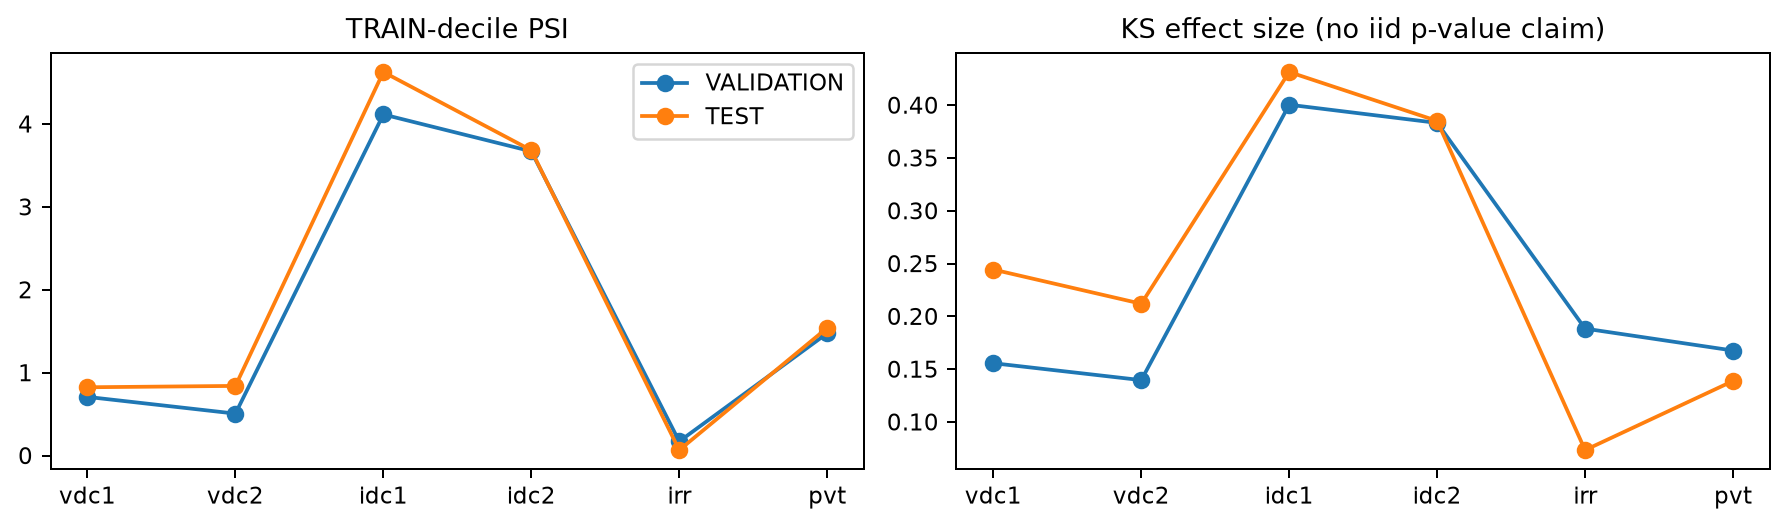 TRAIN-decile PSI
VALIDATION
TEST
4
3
2
1
0
vdc1 vdc2 idc1 idc2 irr pvt
KS effect size (no iid p-value claim)
0.40
0.35
0.30
0.25
0.20
0.15
0.10
vdc1 vdc2 idc1 idc2 irr pvt